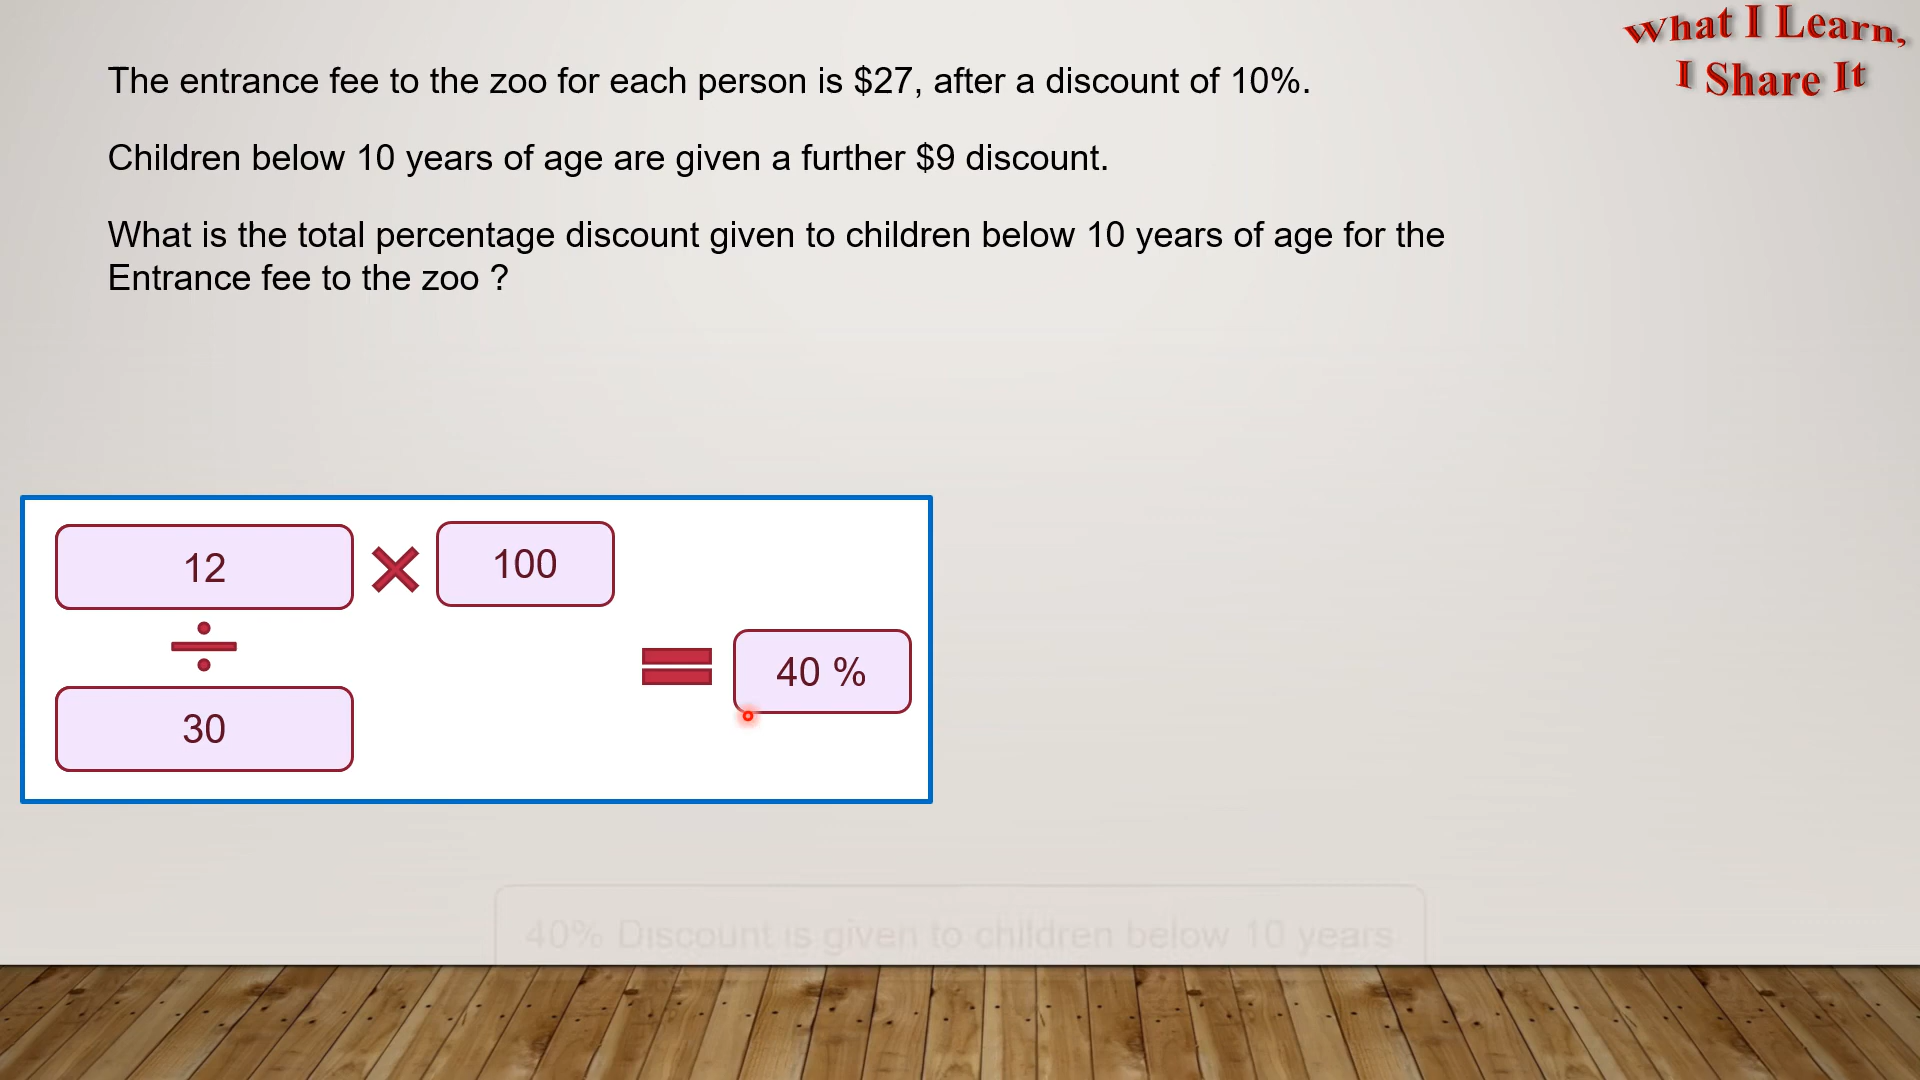 What I Learn,
I Share It
The entrance fee to the zoo for each person is $27, after a discount of 10%.
Children below 10 years of age are given a further $9 discount.
What is the total percentage discount given to children below 10 years of age for the
Entrance fee to the zoo ?
12 × 100
÷
= 40 %
30
40% Discount is given to children below 10 years